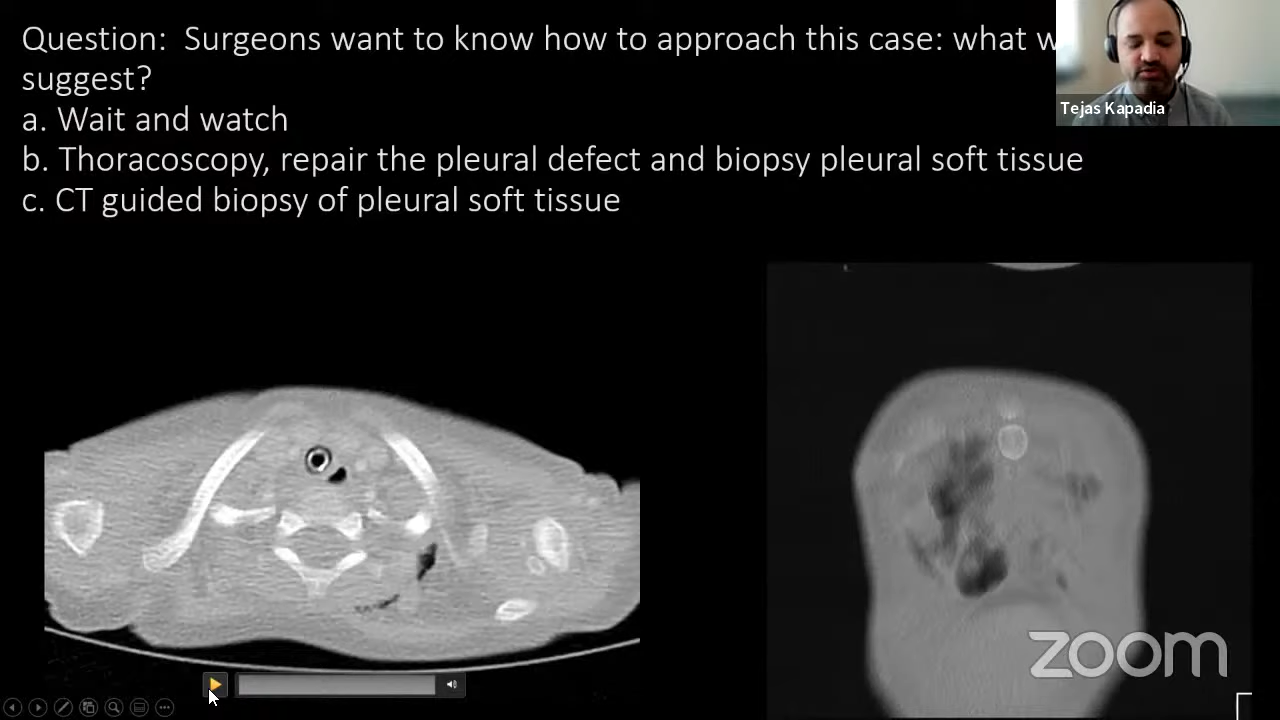 Question: Surgeons want to know how to approach this case: what
suggest?
a. Wait and watch
b. Thoracoscopy, repair the pleural defect and biopsy pleural soft tissue
c. CT guided biopsy of pleural soft tissue
Tejas Kapadia
zoom